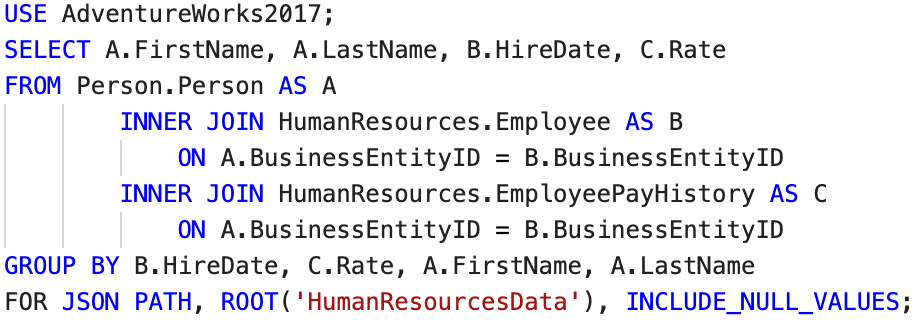 USE AdventureWorks2017;
SELECT A.FirstName, A.LastName, B.HireDate, C.Rate
FROM Person.Person AS A
INNER JOIN HumanResources.Employee AS B
ON A.BusinessEntityID = B.BusinessEntityID
INNER JOIN HumanResources.EmployeePayHistory AS C
ON A.BusinessEntityID = B.BusinessEntityID
GROUP BY B.HireDate, C.Rate, A.FirstName, A.LastName
FOR JSON PATH, ROOT('HumanResourcesData'), INCLUDE_NULL_VALUES;